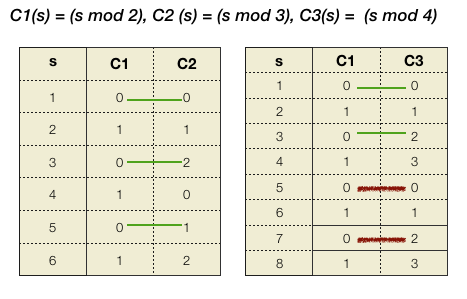 C1(s) = (s mod 2), C2 (s) = (s mod 3), C3(s) =  (s mod 4)
s C1 C2
1 0 0
2 1 1
3 0 2
4 1 0
5 0 1
6 1 2
s C1 C3
1 0 0
2 1 1
3 0 2
4 1 3
5 0 0
6 1 1
7 0 2
8 1 3